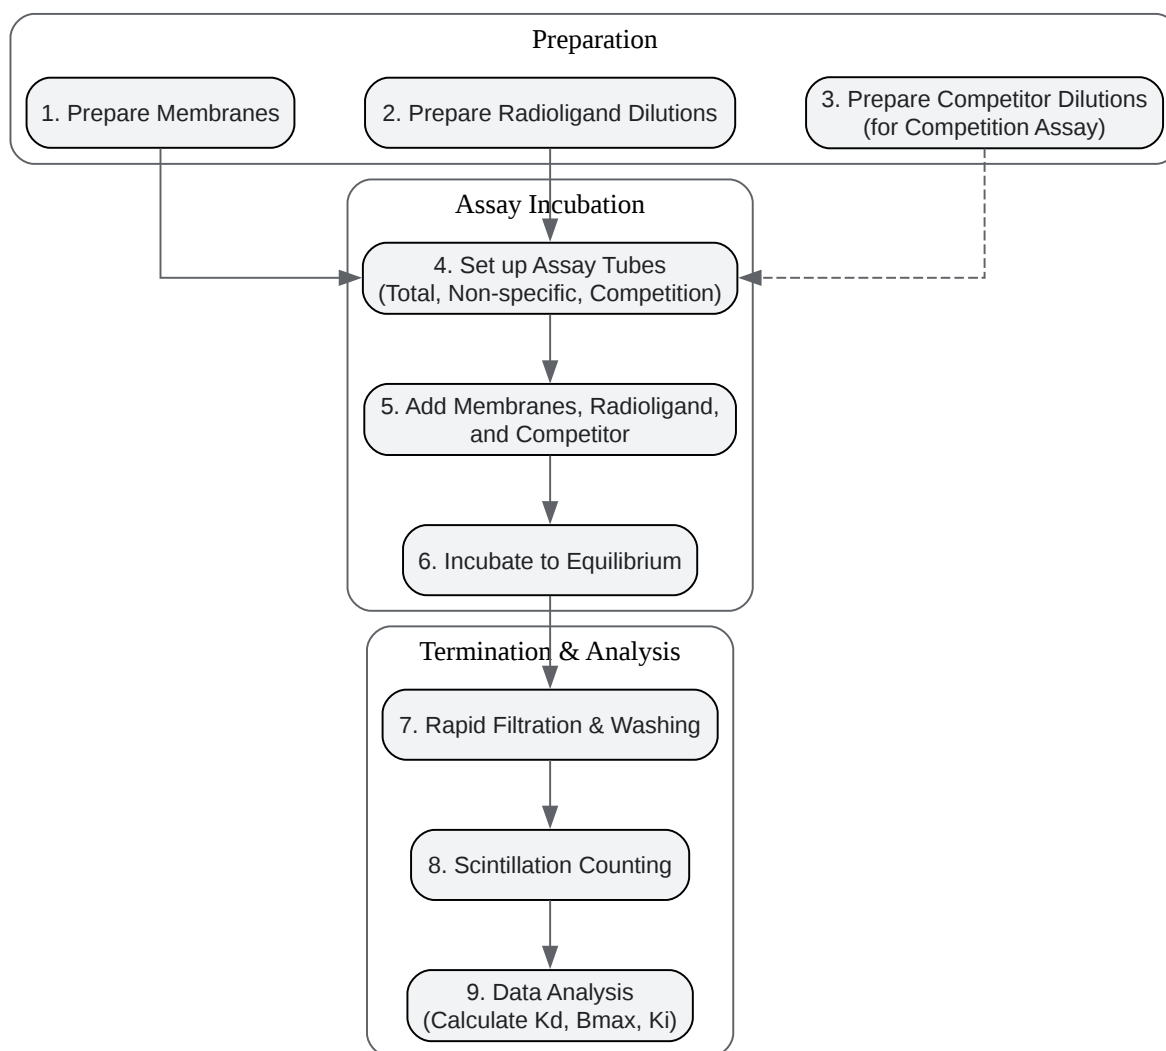 Preparation
1. Prepare Membranes
2. Prepare Radioligand Dilutions
3. Prepare Competitor Dilutions
(for Competition Assay)
Assay Incubation
4. Set up Assay Tubes
(Total, Non-specific, Competition)
5. Add Membranes, Radioligand,
and Competitor
6. Incubate to Equilibrium
Termination & Analysis
7. Rapid Filtration & Washing
8. Scintillation Counting
9. Data Analysis
(Calculate Kd, Bmax, Ki)